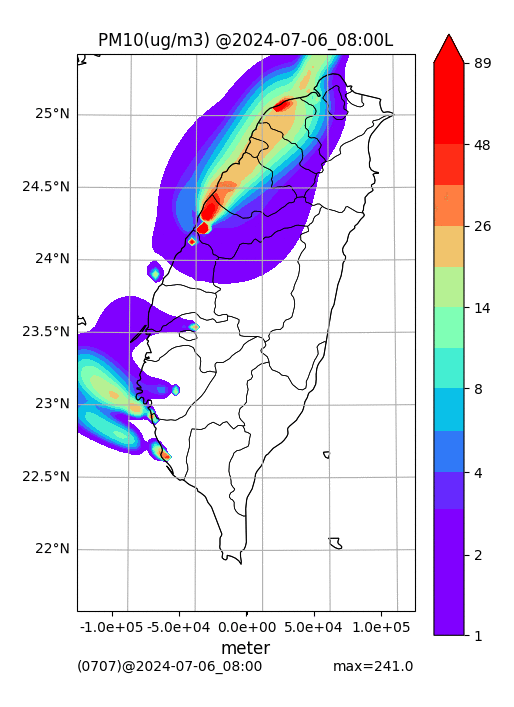 PM10(ug/m3) @2024-07-06_08:00L
89
25°N
48
24.5°N
26
24°N
14
23.5°N
8
23°N
4
22.5°N
2
22°N
1
-1.0e+05 -5.0e+04 0.0e+00 5.0e+04 1.0e+05
meter
(0707)@2024-07-06_08:00 max=241.0